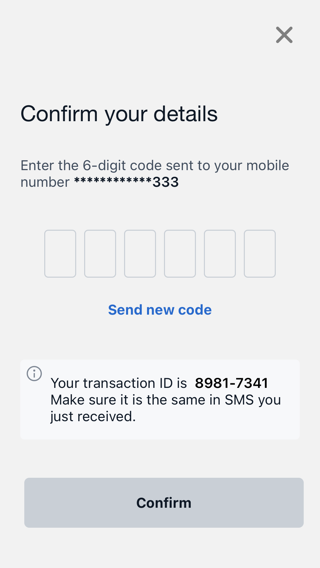 Confirm your details
Enter the 6-digit code sent to your mobile
number ************333
Send new code
Your transaction ID is 8981-7341
Make sure it is the same in SMS you
just received.
Confirm